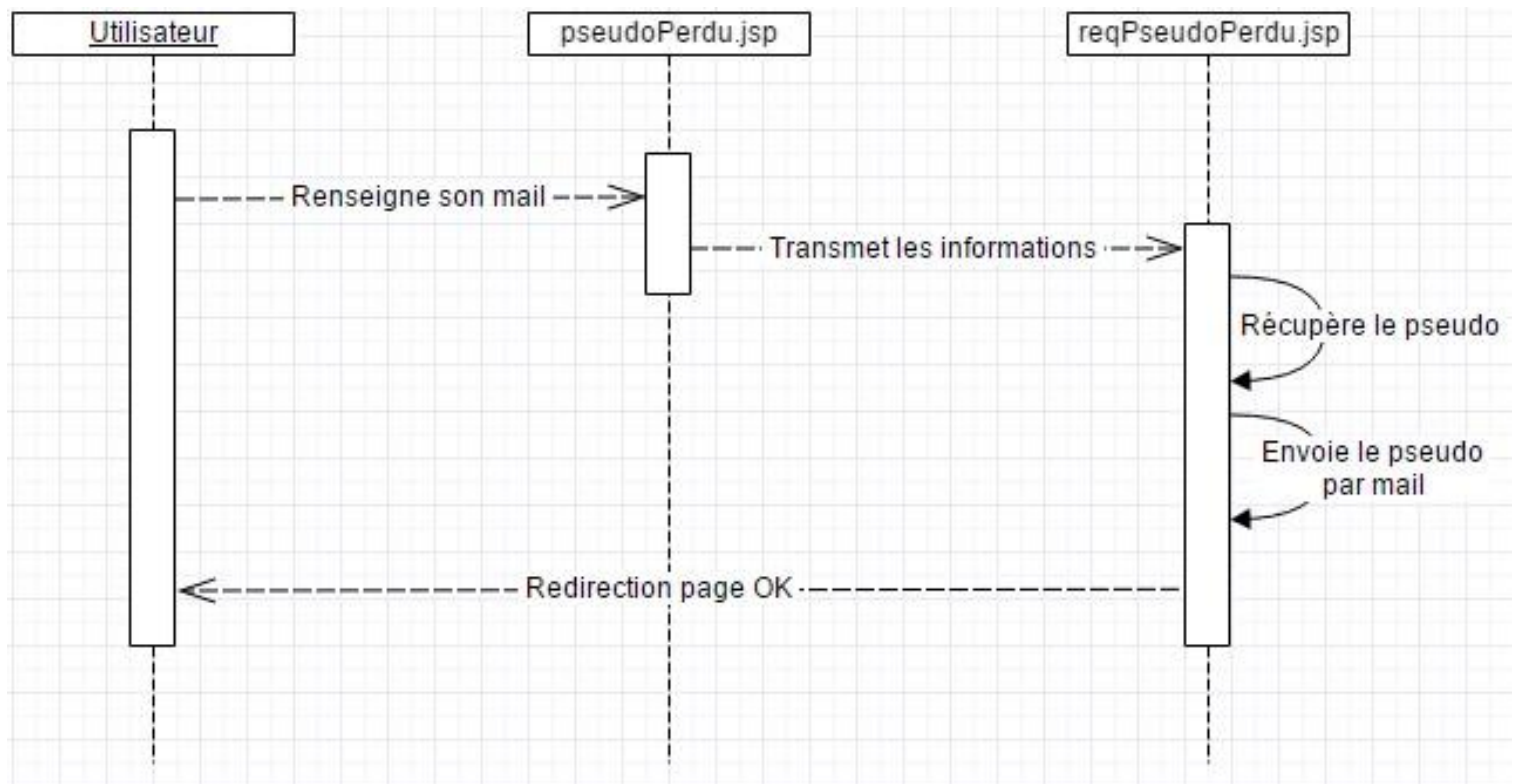 Utilisateur
pseudoPerdu.jsp
reqPseudoPerdu.jsp
Renseigne son mail
Transmet les informations
Récupère le pseudo
Envoie le pseudo
par mail
Redirection page OK